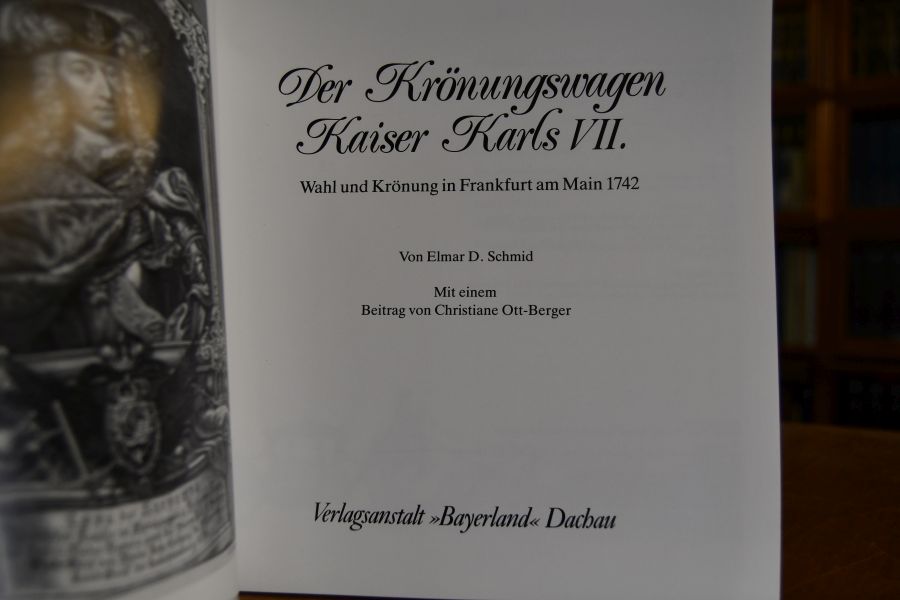 Der Krönungswagen
Kaiser Karls VII.
Wahl und Krönung in Frankfurt am Main 1742
Von Elmar D. Schmid
Mit einem
Beitrag von Christiane Ott-Berger
Verlagsanstalt »Bayerland« Dachau